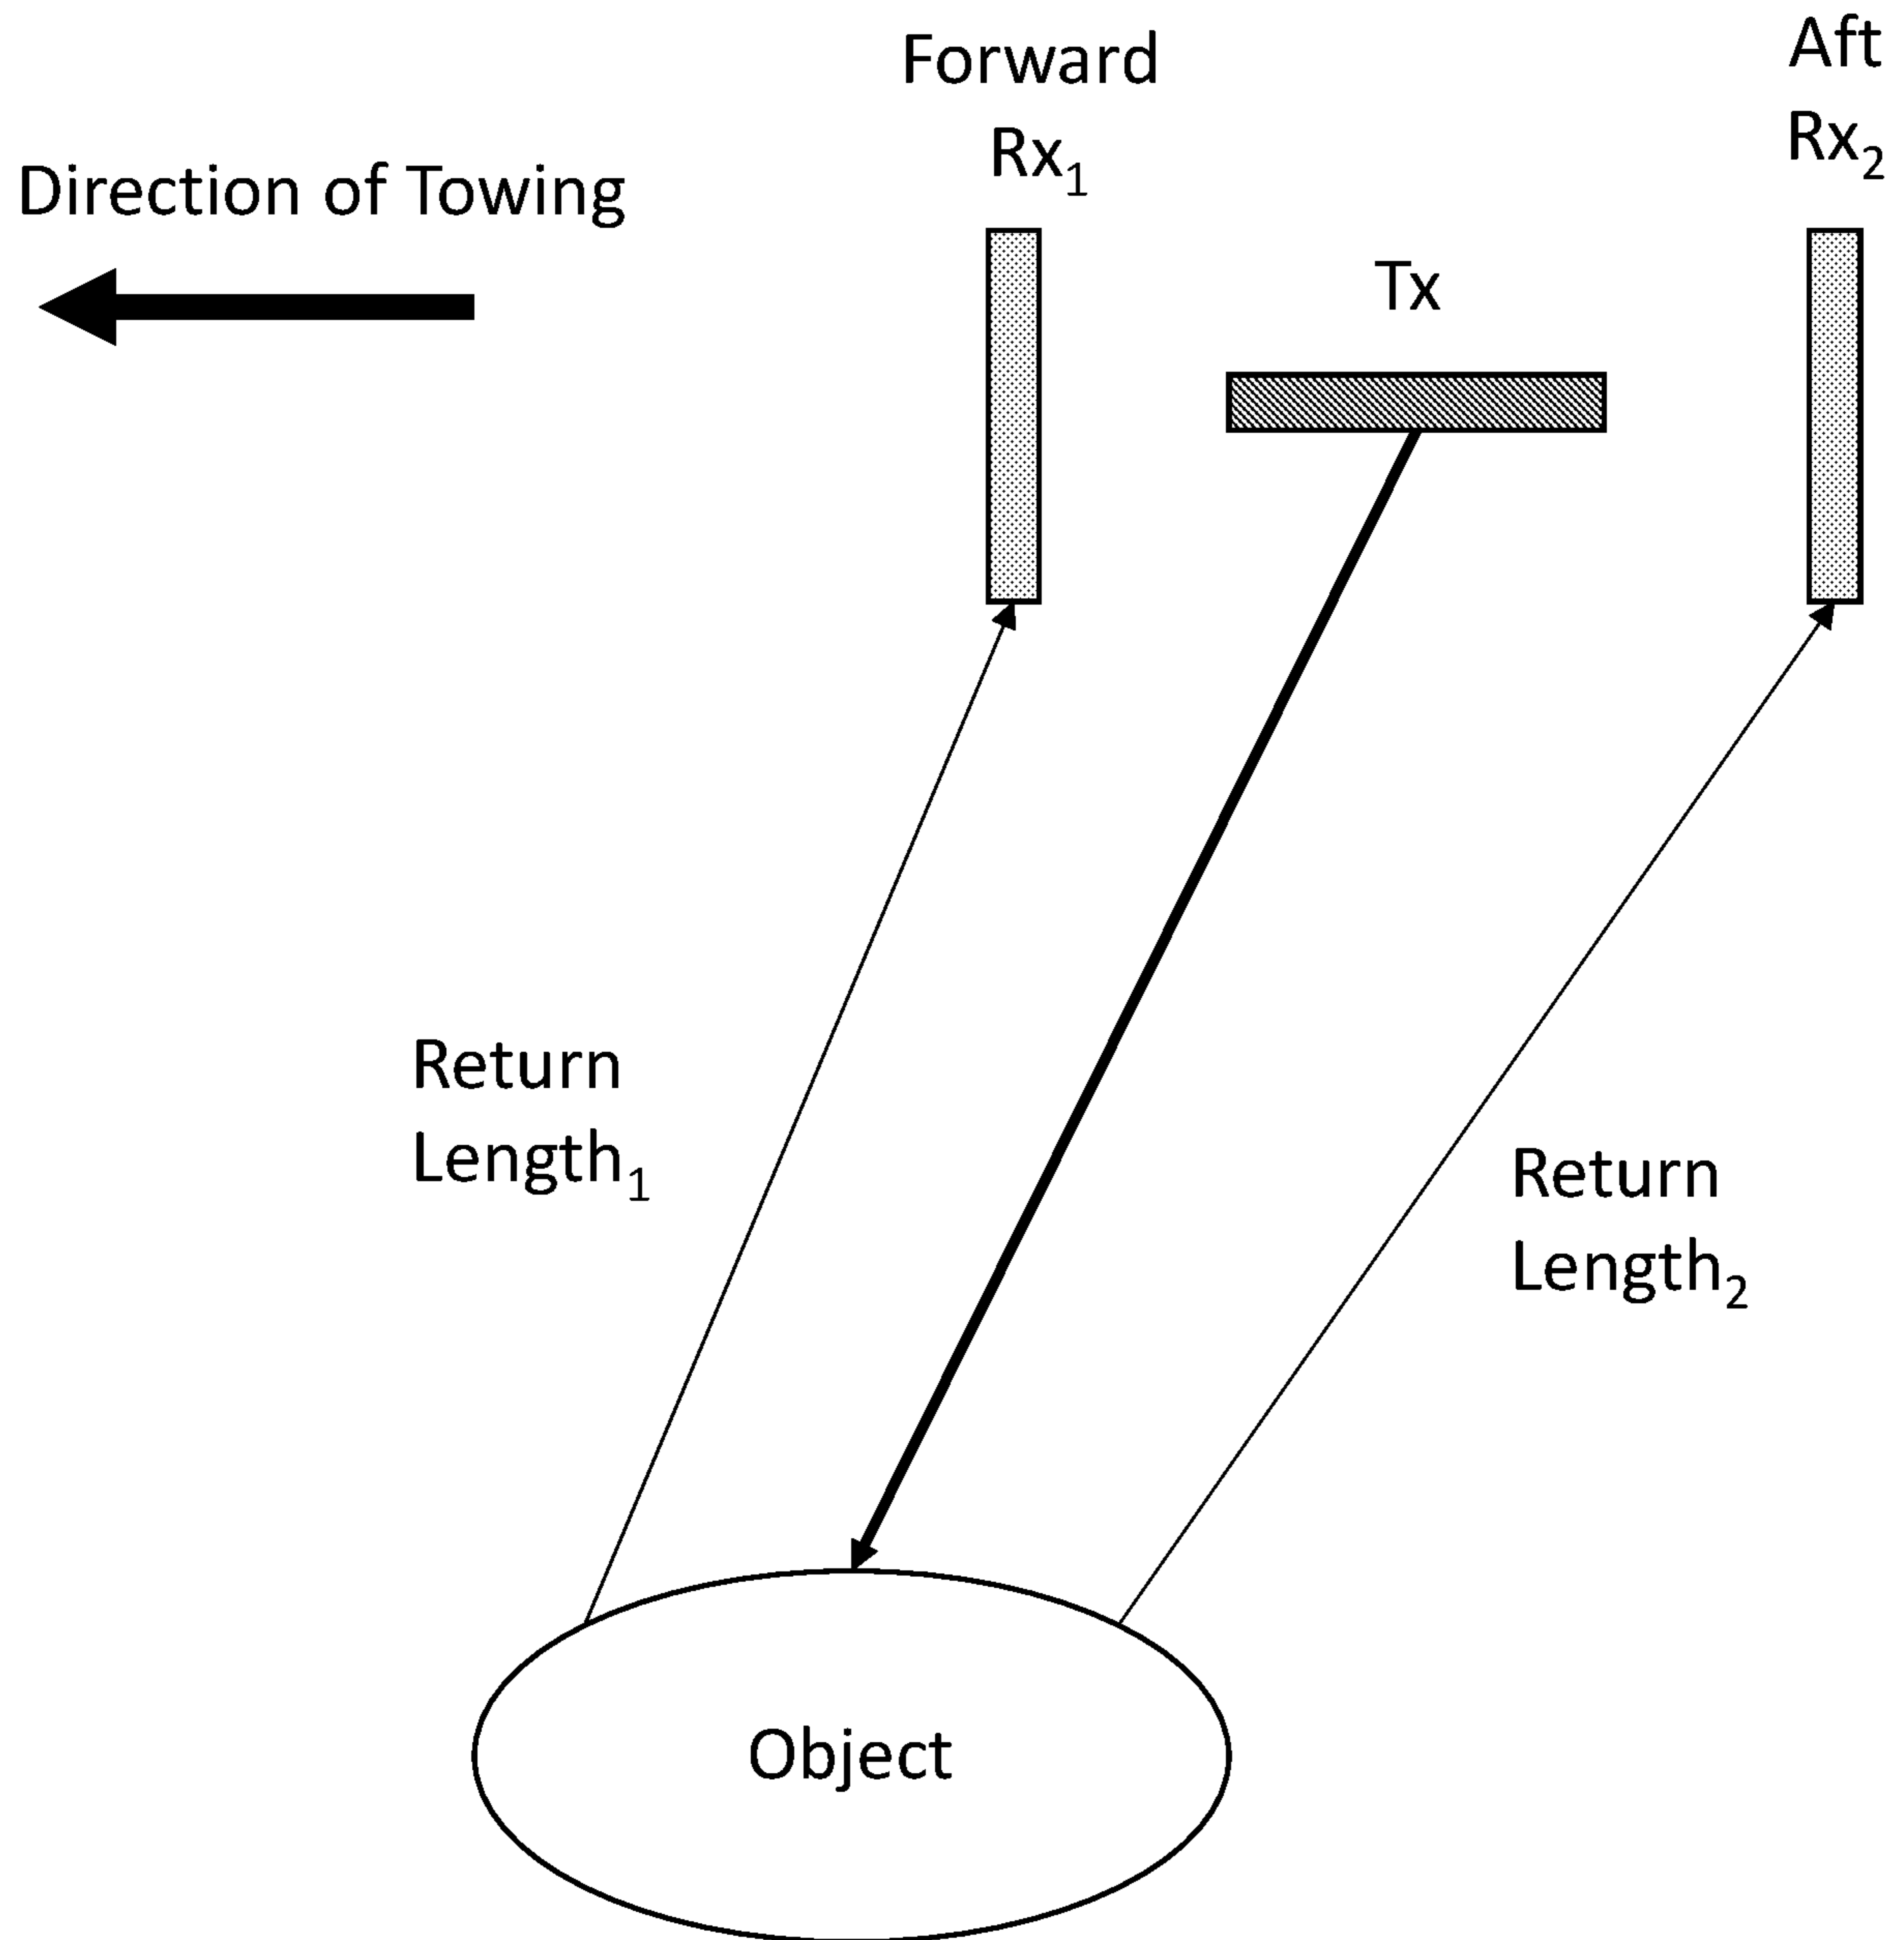 Forward
Rx₁
Aft
Rx₂
Direction of Towing
Tx
Return
Length₁
Return
Length₂
Object